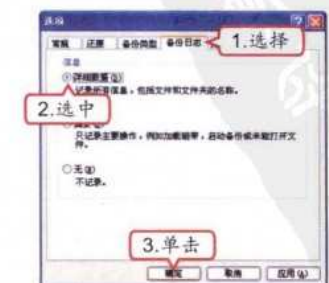 选项
常规 还原 备份类型 备份日志 1.选择
信息
详细数据(D)
记录所有信息，包括文件和文件夹的名称。
2.选中
只记录主要操作，例如加载磁带，启动备份或未能打开文件。
无(N)
不记录。
3.单击
确定 取消 应用(A)